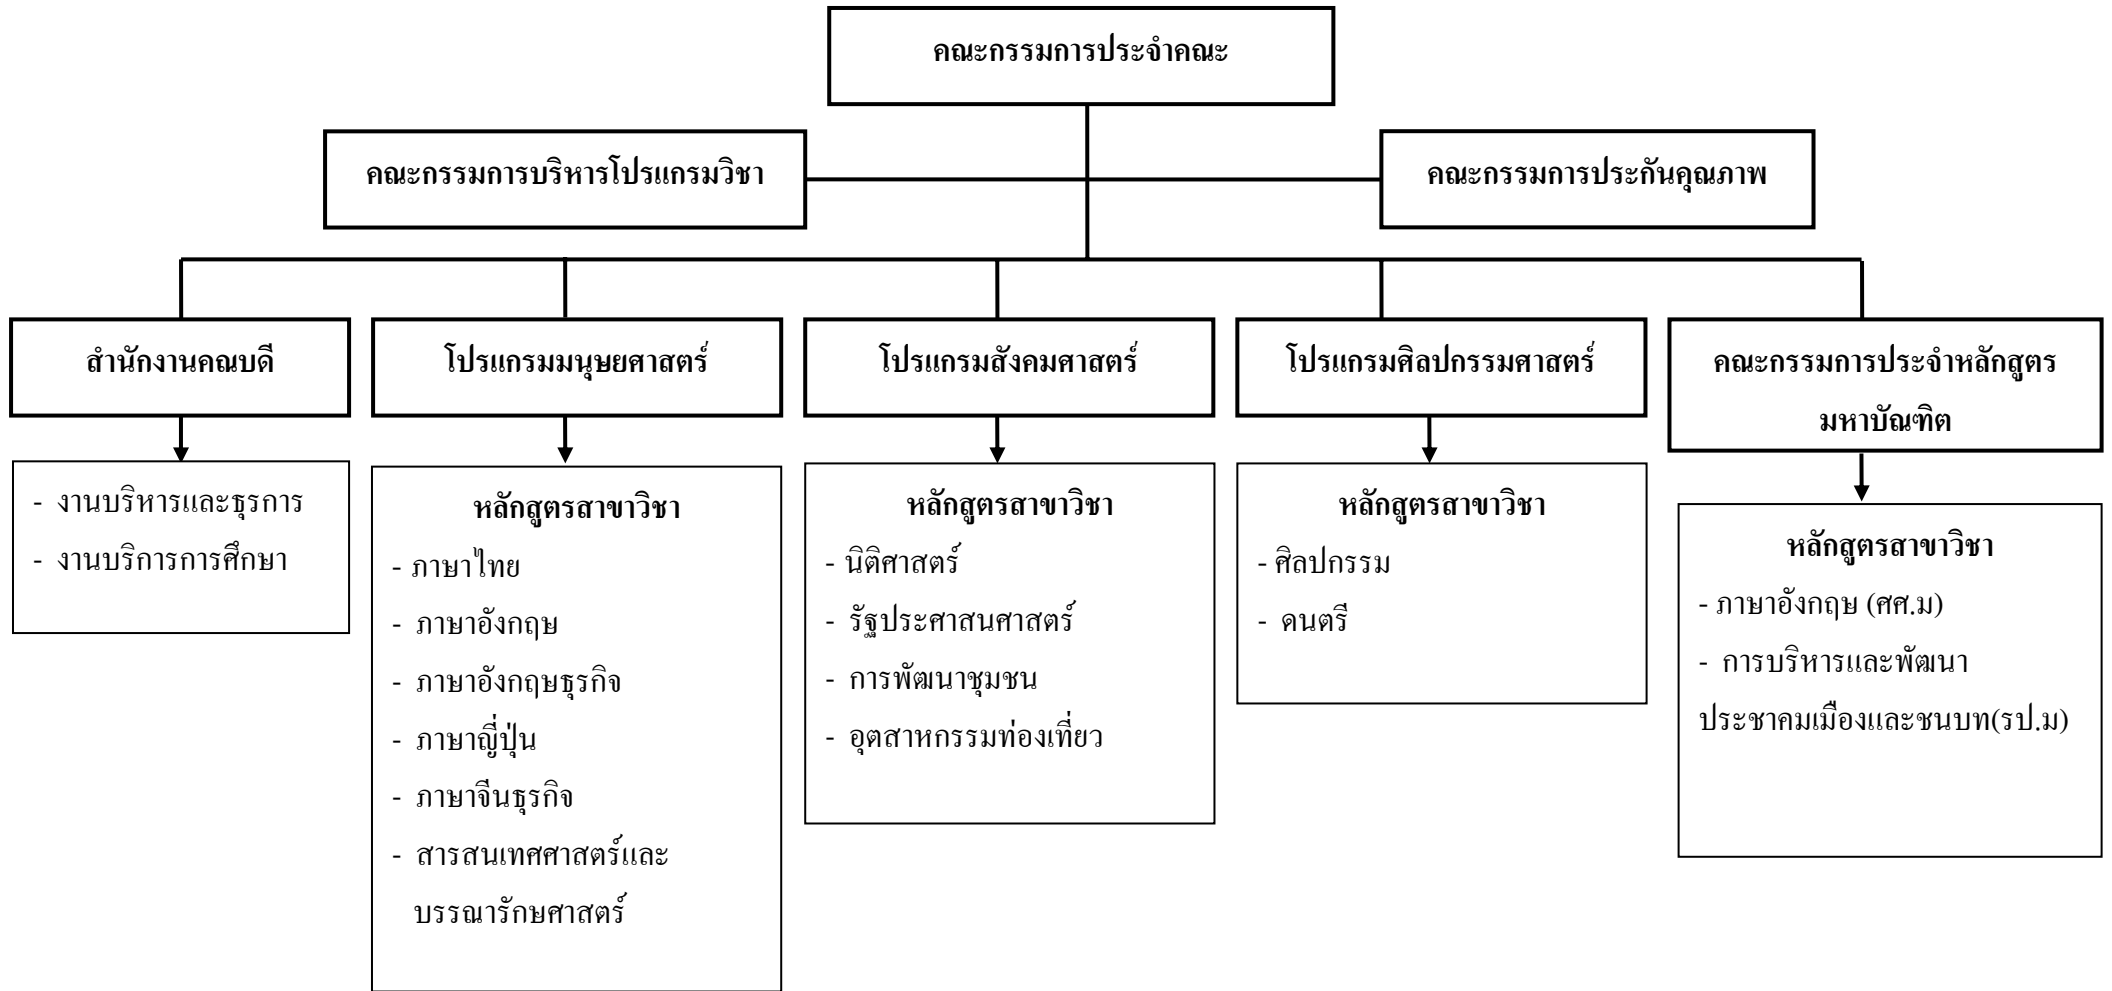 คณะกรรมการประจำคณะ
คณะกรรมการบริหารโปรแกรมวิชา
คณะกรรมการประกันคุณภาพ
สำนักงานคณบดี
โปรแกรมมนุษยศาสตร์
โปรแกรมสังคมศาสตร์
โปรแกรมศิลปกรรมศาสตร์
คณะกรรมการประจำหลักสูตร
มหาบัณฑิต
- งานบริหารและธุรการ
- งานบริการการศึกษา
หลักสูตรสาขาวิชา
- ภาษาไทย
- ภาษาอังกฤษ
- ภาษาอังกฤษธุรกิจ
- ภาษาญี่ปุ่น
- ภาษาจีนธุรกิจ
- สารสนเทศศาสตร์และ
บรรณารักษศาสตร์
หลักสูตรสาขาวิชา
- นิติศาสตร์
- รัฐประศาสนศาสตร์
- การพัฒนาชุมชน
- อุตสาหกรรมท่องเที่ยว
หลักสูตรสาขาวิชา
- ศิลปกรรม
- ดนตรี
หลักสูตรสาขาวิชา
- ภาษาอังกฤษ (ศศ.ม)
- การบริหารและพัฒนา
ประชาคมเมืองและชนบท(รป.ม)